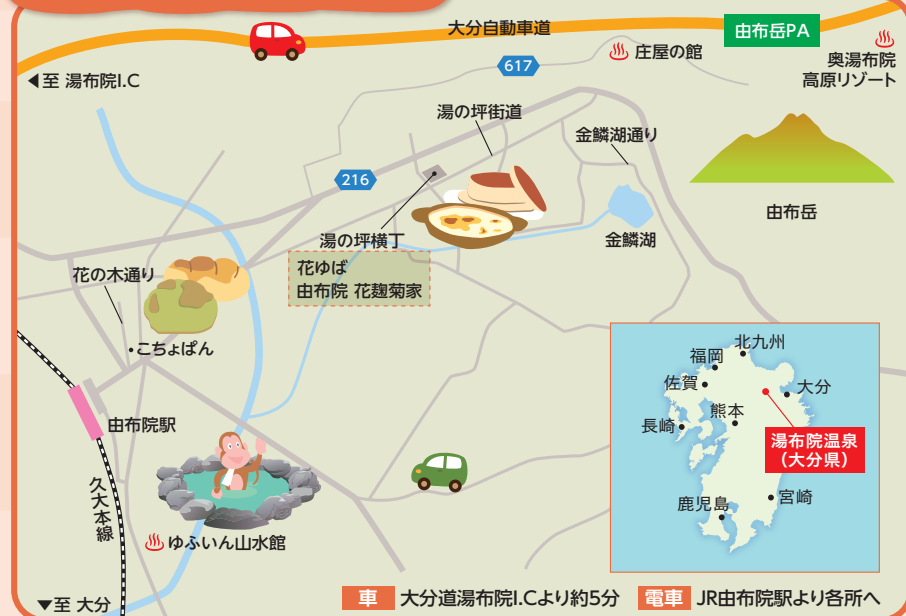 大分自動車道
由布岳PA
庄屋の館
奥湯布院
高原リゾート
◀至 湯布院I.C
617
湯の坪街道
金鱗湖通り
216
由布岳
湯の坪横丁
金鱗湖
花ゆば
由布院 花麹菊家
花の木通り
・こちょぱん
由布院駅
久大本線
ゆふいん山水館
▼至 大分
北九州
福岡
佐賀
大分
熊本
長崎
湯布院温泉
(大分県)
宮崎
鹿児島
車 大分道湯布院I.Cより約5分 電車 JR由布院駅より各所へ